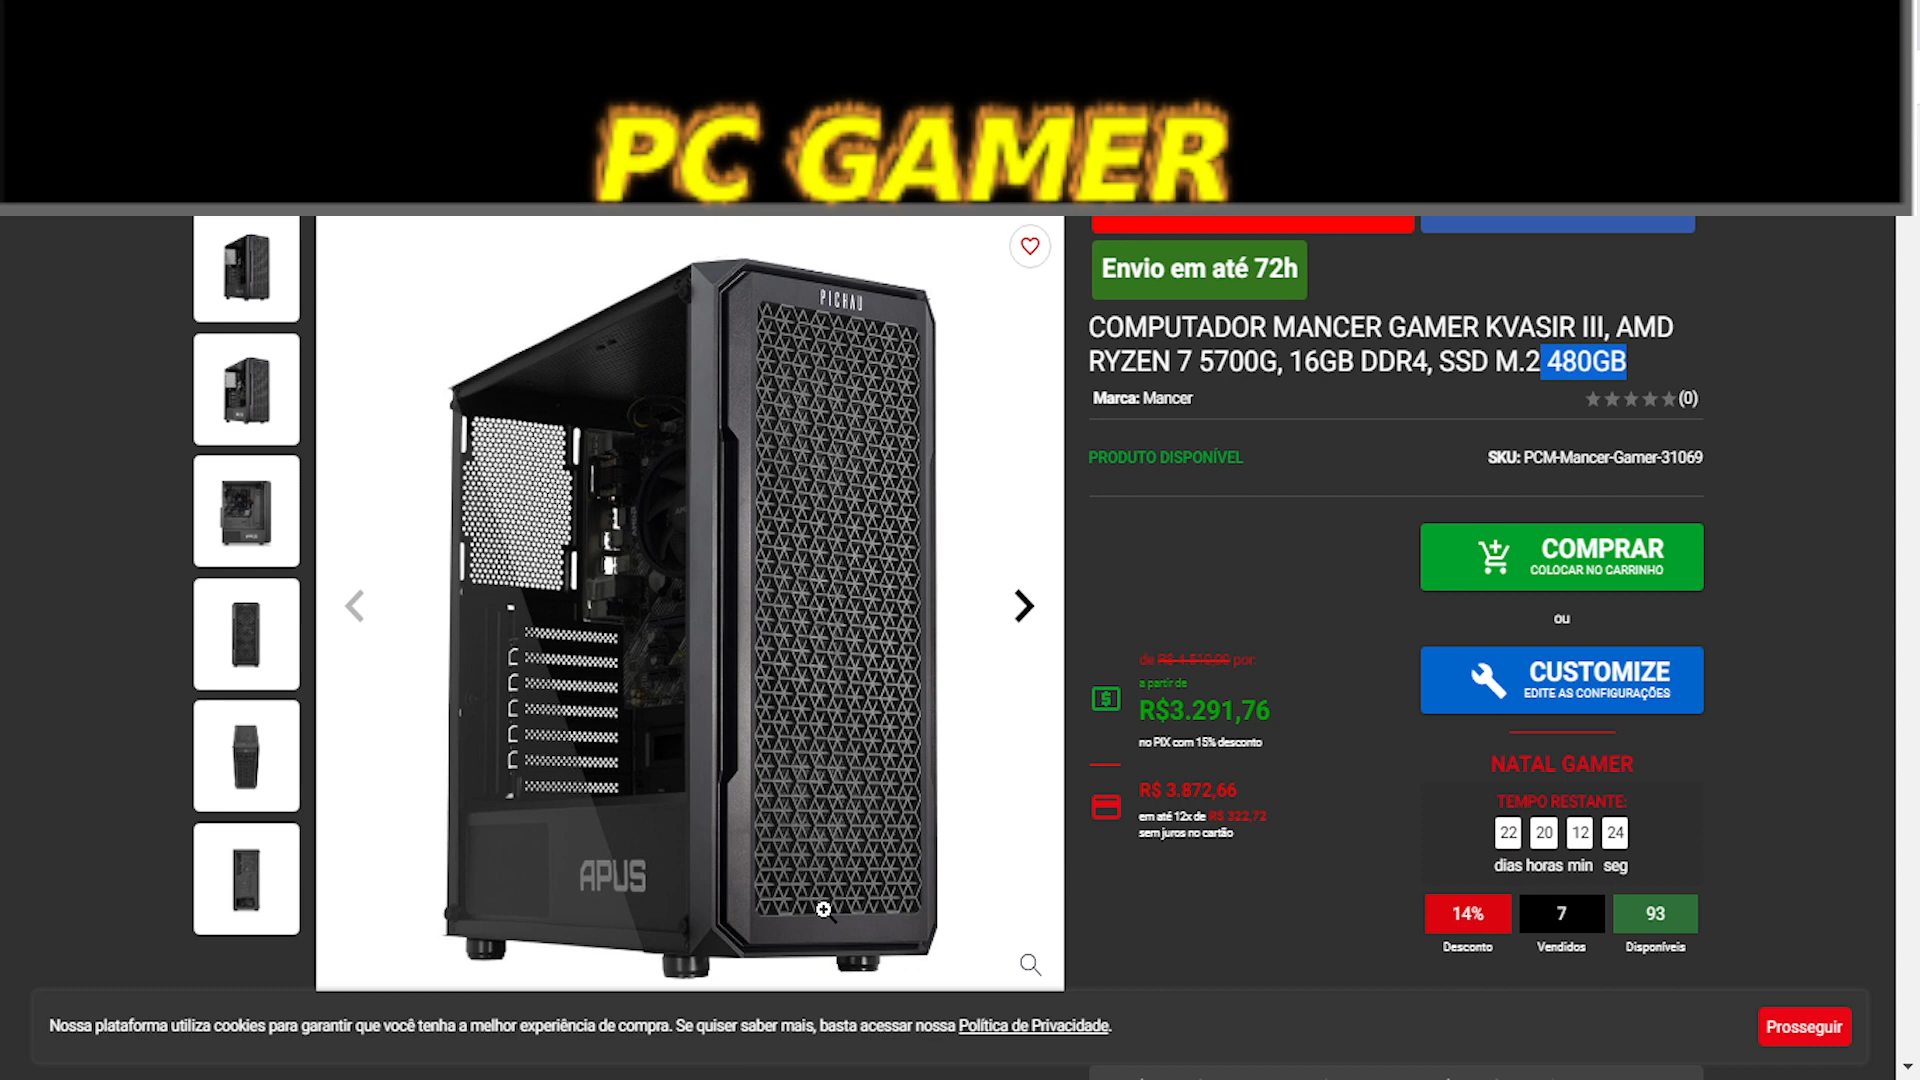 PC GAMER
PICHAU
APUS
Envio em até 72h
COMPUTADOR MANCER GAMER KVASIR III, AMD
RYZEN 7 5700G, 16GB DDR4, SSD M.2 480GB
Marca: Mancer
(0)
PRODUTO DISPONÍVEL
SKU: PCM-Mancer-Gamer-31069
COMPRAR
COLOCAR NO CARRINHO
ou
CUSTOMIZE
EDITE AS CONFIGURAÇÕES
de R$ 4.510,00 por:
a partir de
R$3.291,76
no PIX com 15% desconto
R$ 3.872,66
em até 12x de R$ 322,72
sem juros no cartão
NATAL GAMER
TEMPO RESTANTE:
22 20 12 24
dias horas min seg
14% 7 93
Desconto Vendidos Disponíveis
Nossa plataforma utiliza cookies para garantir que você tenha a melhor experiência de compra. Se quiser saber mais, basta acessar nossa Política de Privacidade.
Prosseguir